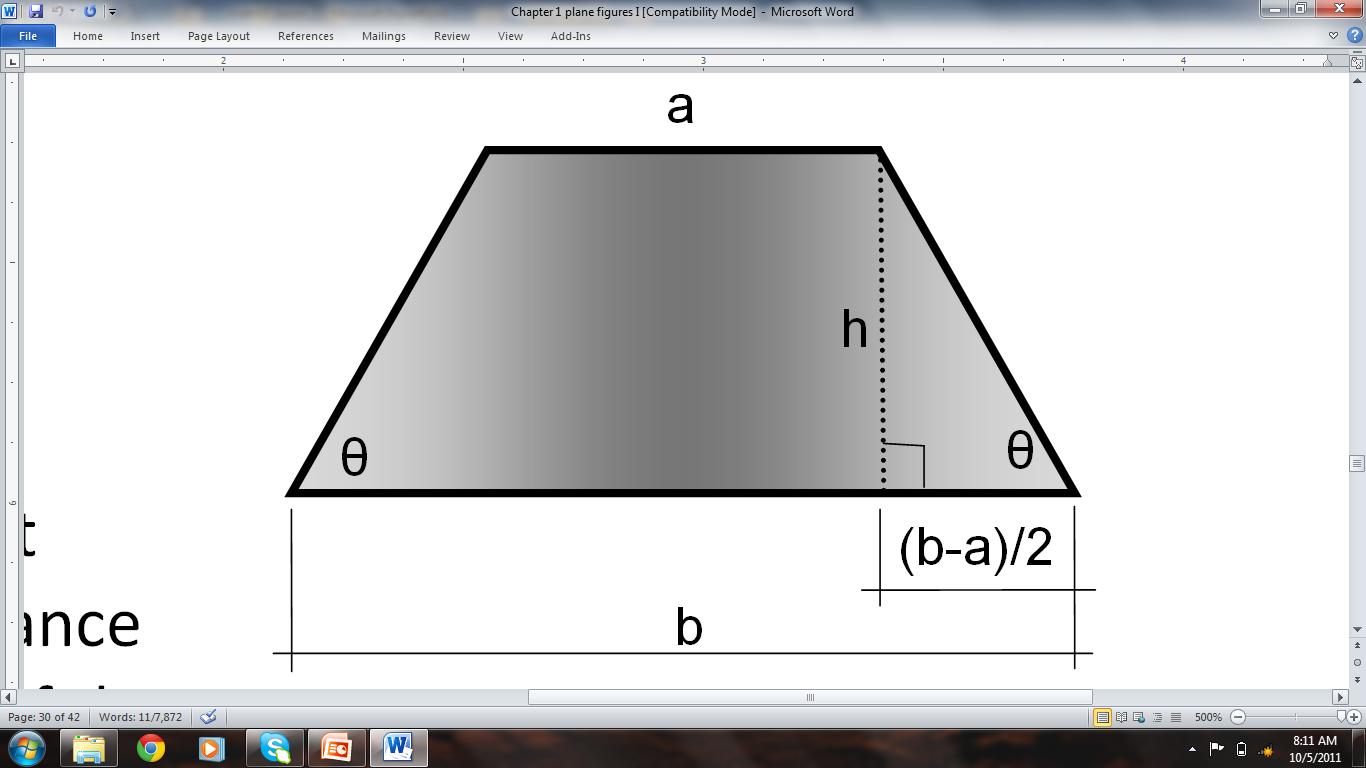 Chapter 1 plane figures I [Compatibility Mode] - Microsoft Word
File Home Insert Page Layout References Mailings Review View Add-Ins
2 3 4
a
h
θ θ
t
(b-a)/2
ance
b
Page: 30 of 42 Words: 11/7,872 500%
8:11 AM
10/5/2011